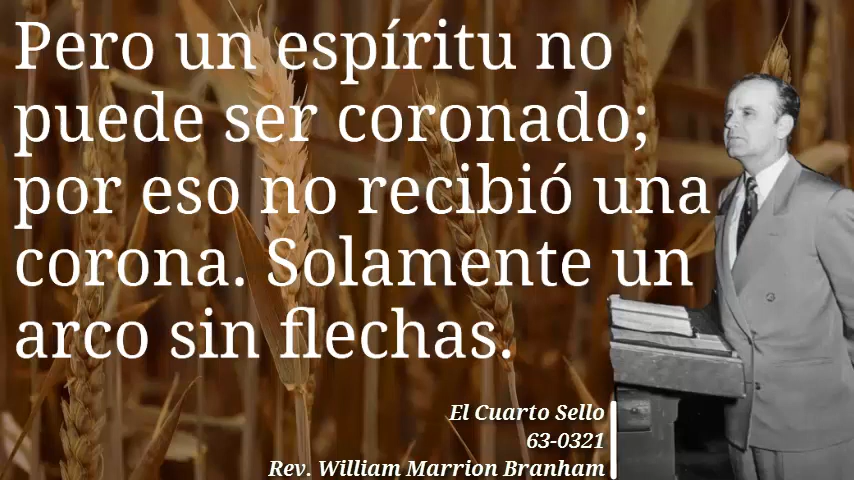 Pero un espíritu no
puede ser coronado;
por eso no recibió una
corona. Solamente un
arco sin flechas.
El Cuarto Sello
63-0321
Rev. William Marrion Branham